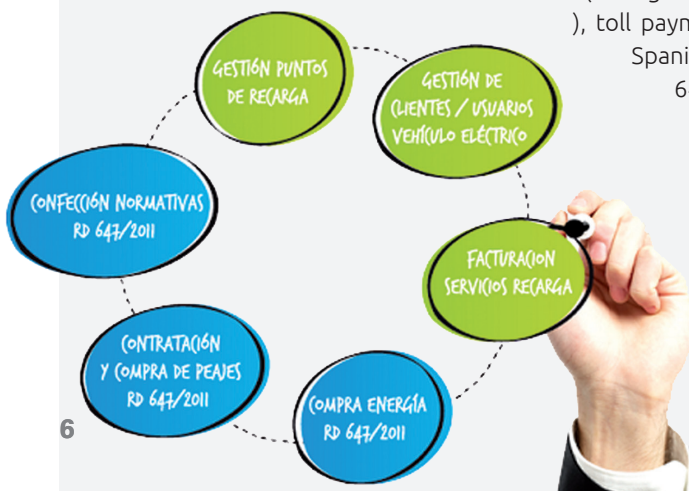 ), toll paym
Spani
GESTIÓN PUNTOS
DE RECARGA
GESTIÓN DE
CLIENTES / USUARIOS
VEHÍCULO ELÉCTRICO
CONFECCIÓN NORMATIVAS
RD 647/2011
FACTURACION
SERVICIOS RECARGA
CONTRATACIÓN
Y COMPRA DE PEAJES
RD 647/2011
COMPRA ENERGÍA
RD 647/2011
6